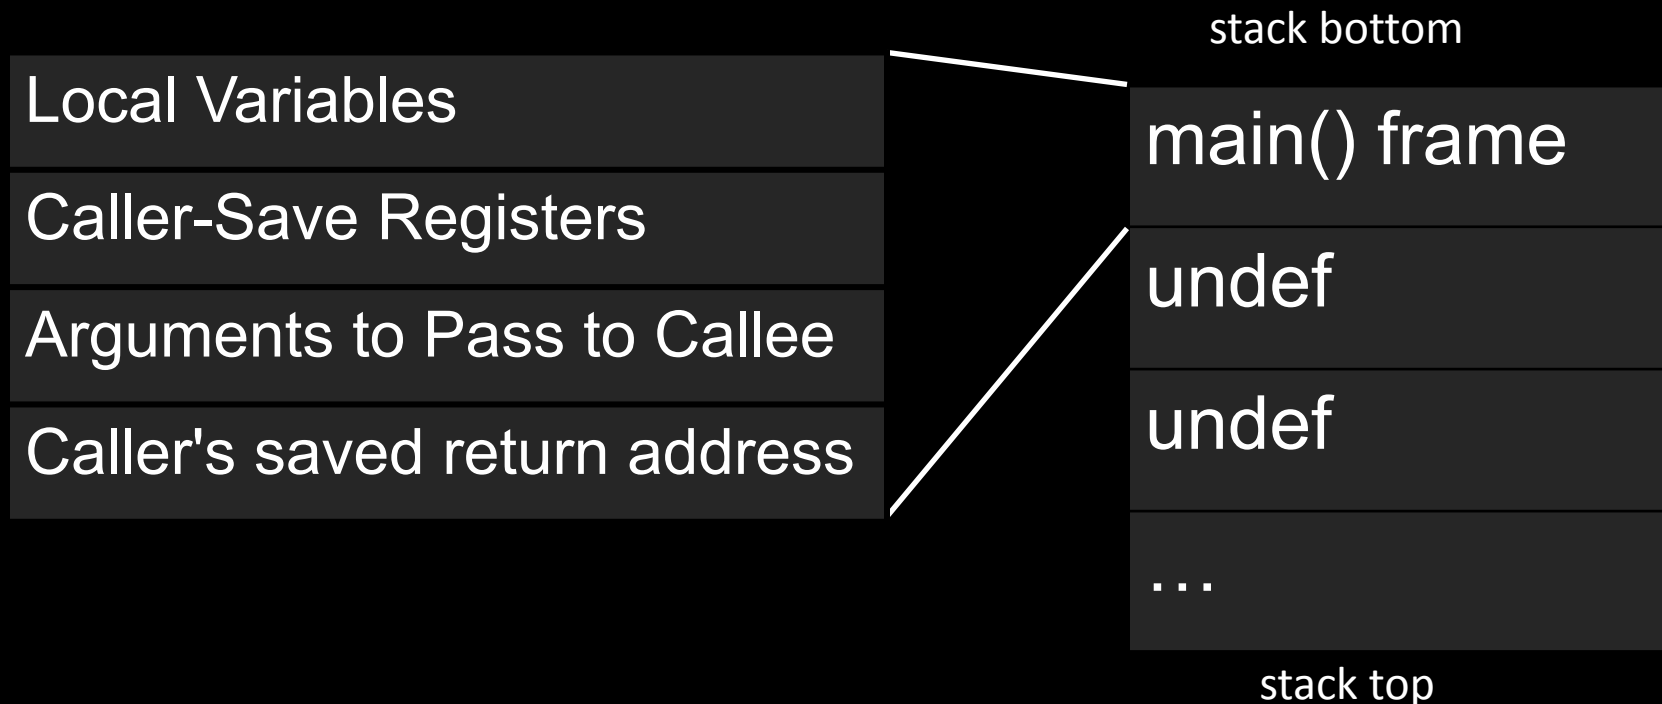 Local Variables
Caller-Save Registers
Arguments to Pass to Callee
Caller's saved return address
stack bottom
main() frame
undef
undef
…
stack top